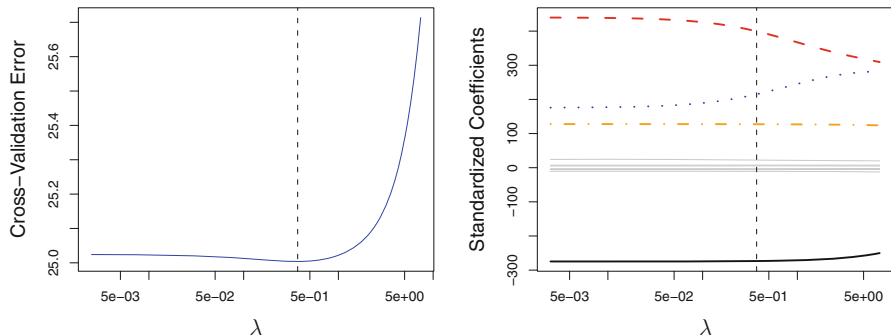 Cross−Validation Error
25.0 25.2 25.4 25.6
5e−03 5e−02 5e−01 5e+00
λ
Standardized Coefficients
−300 −100 0 100 300
5e−03 5e−02 5e−01 5e+00
λ